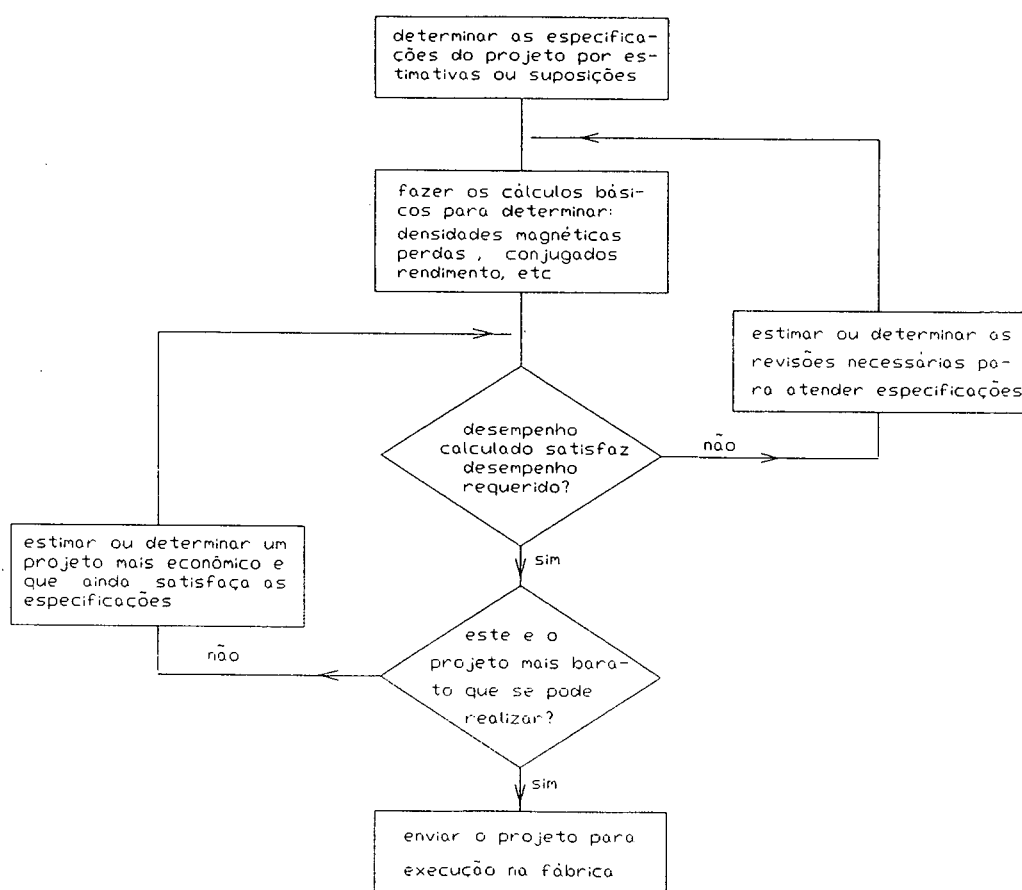 determinar as especifica-
ções do projeto por es-
timativas ou suposições
fazer os cálculos bási-
cos para determinar:
densidades magnéticas
perdas , conjugados
rendimento, etc
estimar ou determinar as
revisões necessárias pa-
ra atender especificações
desempenho
calculado satisfaz
desempenho
requerido?
não
sim
estimar ou determinar um
projeto mais econômico e
que ainda satisfaça as
especificações
este e o
projeto mais bara-
to que se pode
realizar?
não
sim
enviar o projeto para
execução na fábrica